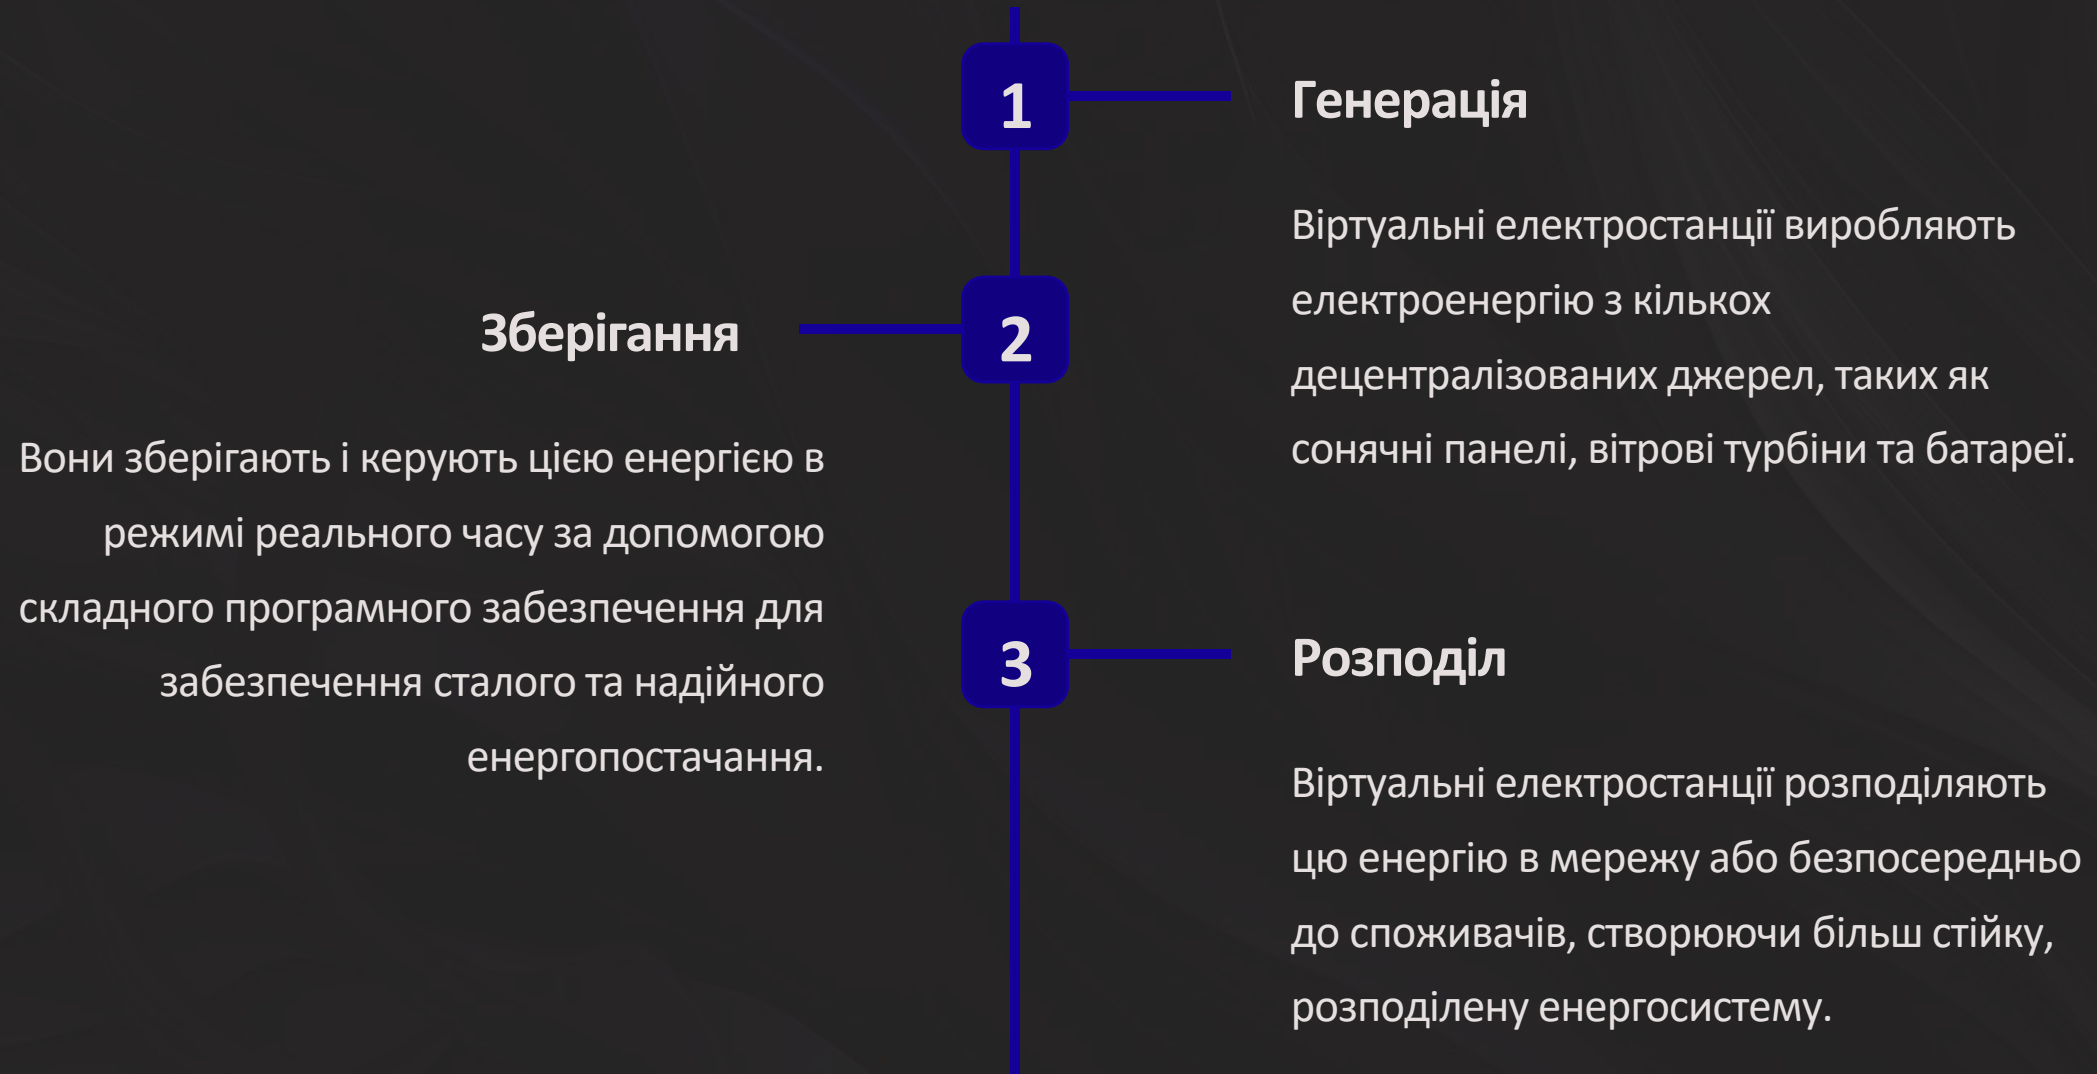 1
Генерація
Віртуальні електростанції виробляють
електроенергію з кількох
децентралізованих джерел, таких як
сонячні панелі, вітрові турбіни та батареї.
2
Зберігання
Вони зберігають і керують цією енергією в
режимі реального часу за допомогою
складного програмного забезпечення для
забезпечення сталого та надійного
енергопостачання.
3
Розподіл
Віртуальні електростанції розподіляють
цю енергію в мережу або безпосередньо
до споживачів, створюючи більш стійку,
розподілену енергосистему.